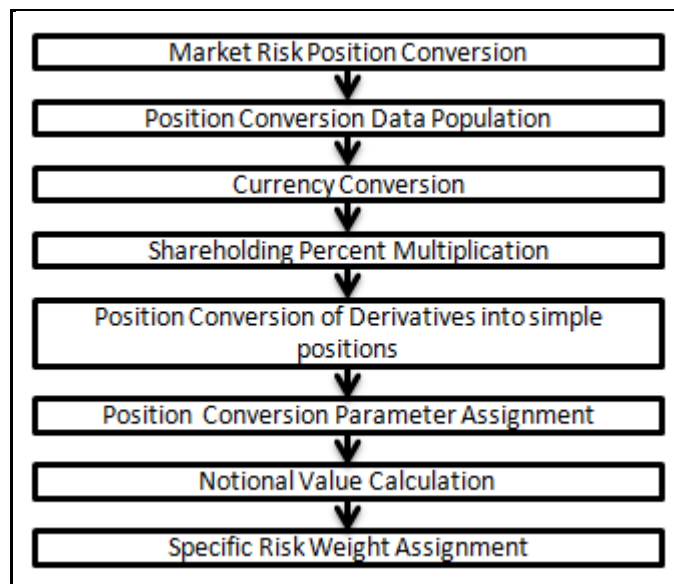 Market Risk Position Conversion
Position Conversion Data Population
Currency Conversion
Shareholding Percent Multiplication
Position Conversion of Derivatives into simple
positions
Position Conversion Parameter Assignment
Notional Value Calculation
Specific Risk Weight Assignment